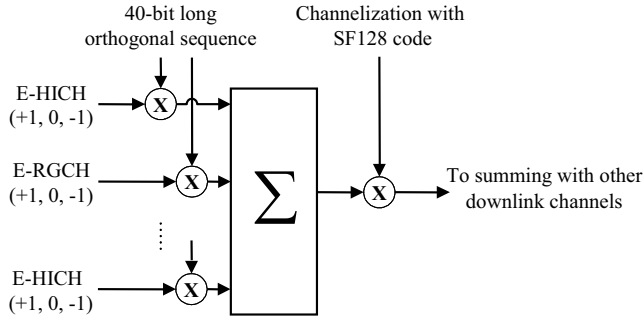 40-bit long
orthogonal sequence
Channelization with
SF128 code
E-HICH
(+1, 0, -1)
X
E-RGCH
(+1, 0, -1)
X
Σ
X
To summing with other
downlink channels
E-HICH
(+1, 0, -1)
X